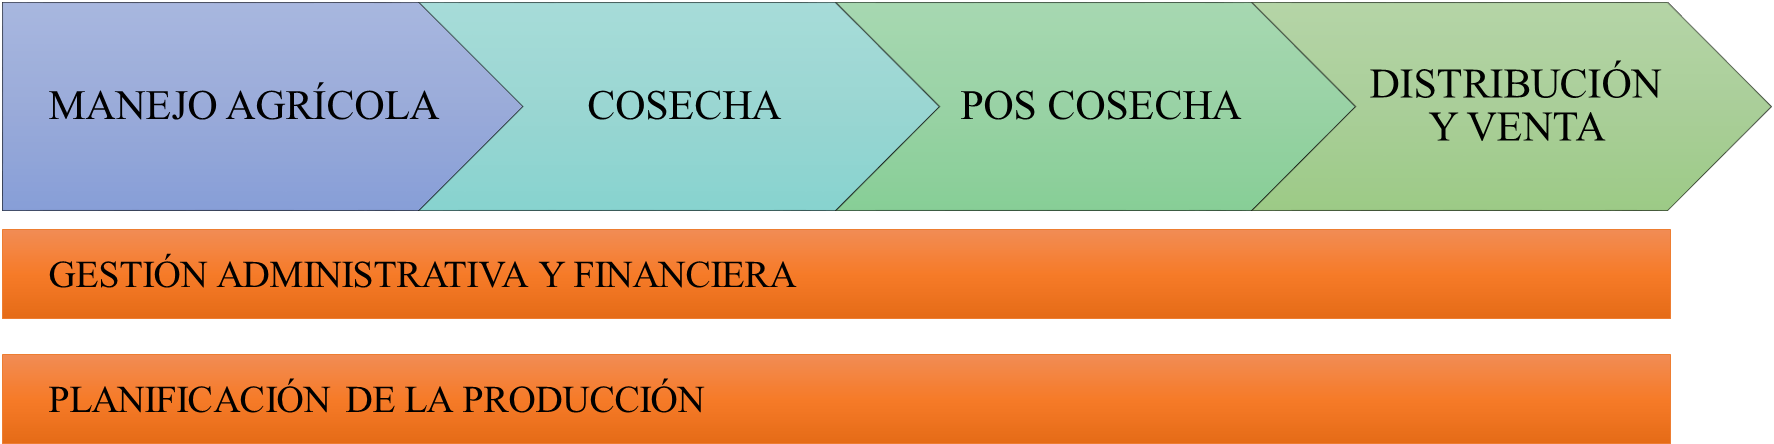 MANEJO AGRÍCOLA
COSECHA
POS COSECHA
DISTRIBUCIÓN
Y VENTA
GESTIÓN ADMINISTRATIVA Y FINANCIERA
PLANIFICACIÓN DE LA PRODUCCIÓN